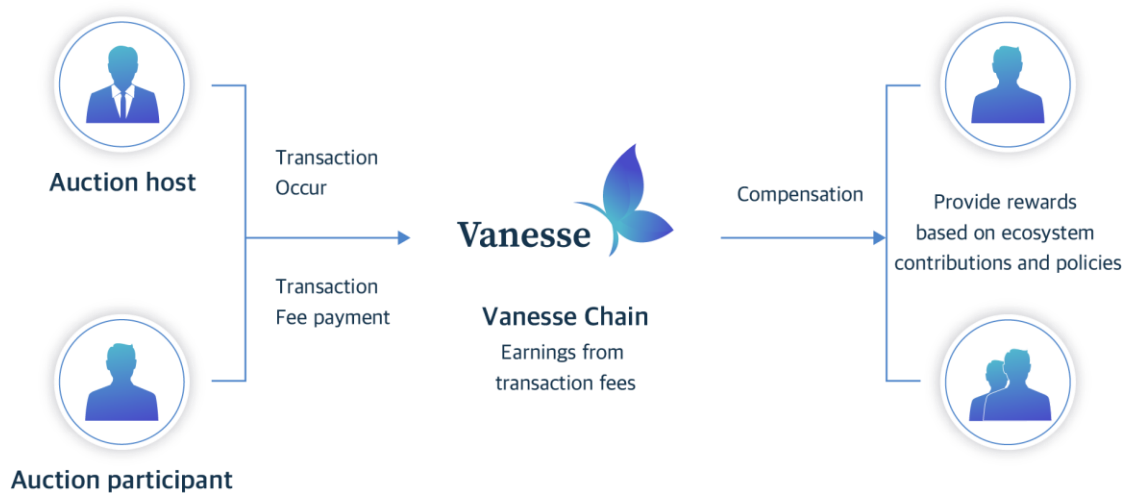 Auction host
Transaction
Occur
Transaction
Fee payment
Auction participant
Vanesse
Vanesse Chain
Earnings from
transaction fees
Compensation
Provide rewards
based on ecosystem
contributions and policies